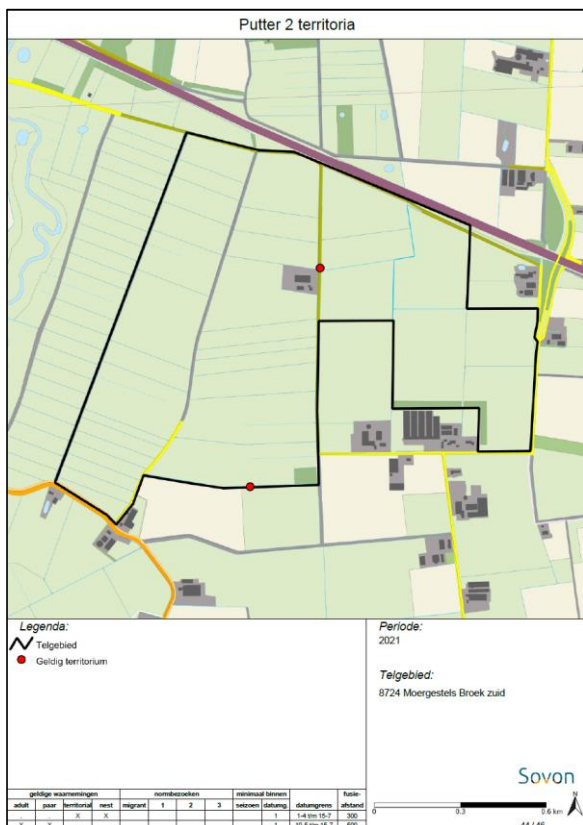 Putter 2 territoria
Legenda:
Telgebied
Geldig territorium
Periode:
2021
Telgebied:
8724 Moergestels Broek zuid
Sovon
0 0.3 0.6 km
N
geldige waarnemingen normbezoeken minimaal binnen fusie-
adult paar territorial nest migrant 1 2 3 seizoen datumg. datumgrens afstand
. . X X 1 1-4 t/m 15-7 300